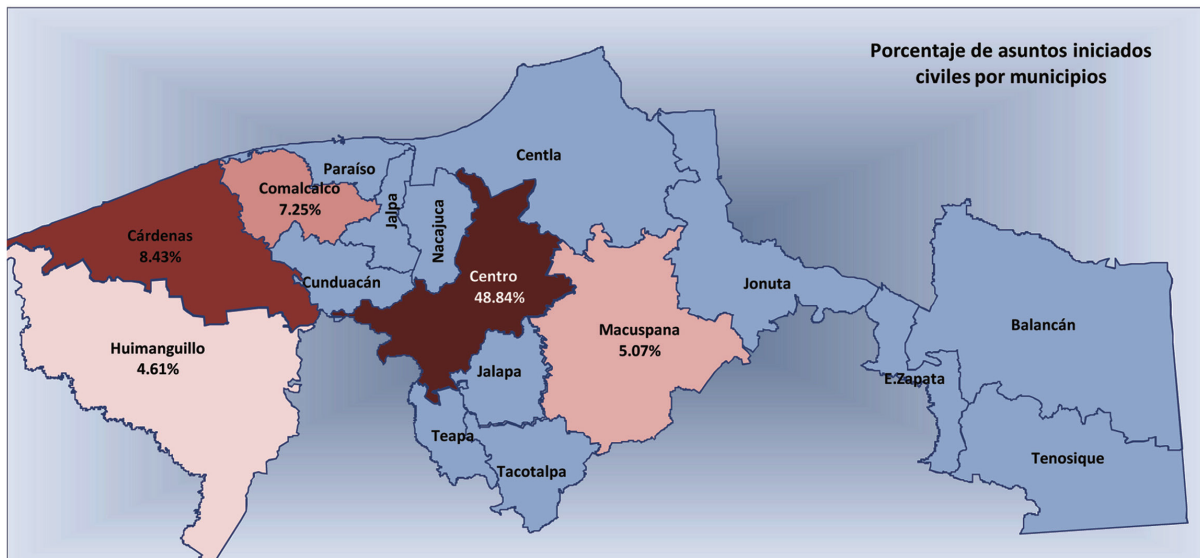 Porcentaje de asuntos iniciados
civiles por municipios
Centla
Paraíso
Comalcalco
7.25%
Jalpa
Nacajuca
Cárdenas
8.43%
Cunduacán
Centro
48.84%
Jonuta
Macuspana
5.07%
Balancán
Huimanguillo
4.61%
Jalapa
E.Zapata
Teapa
Tacotalpa
Tenosique